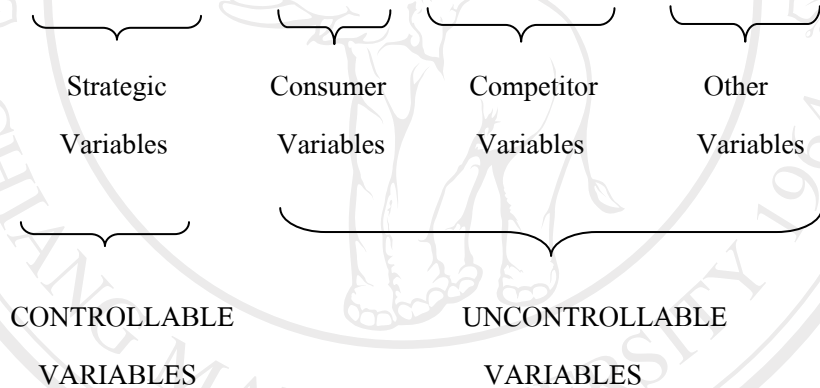 Strategic Consumer Competitor Other
Variables Variables Variables Variables
CONTROLLABLE UNCONTROLLABLE
VARIABLES VARIABLES